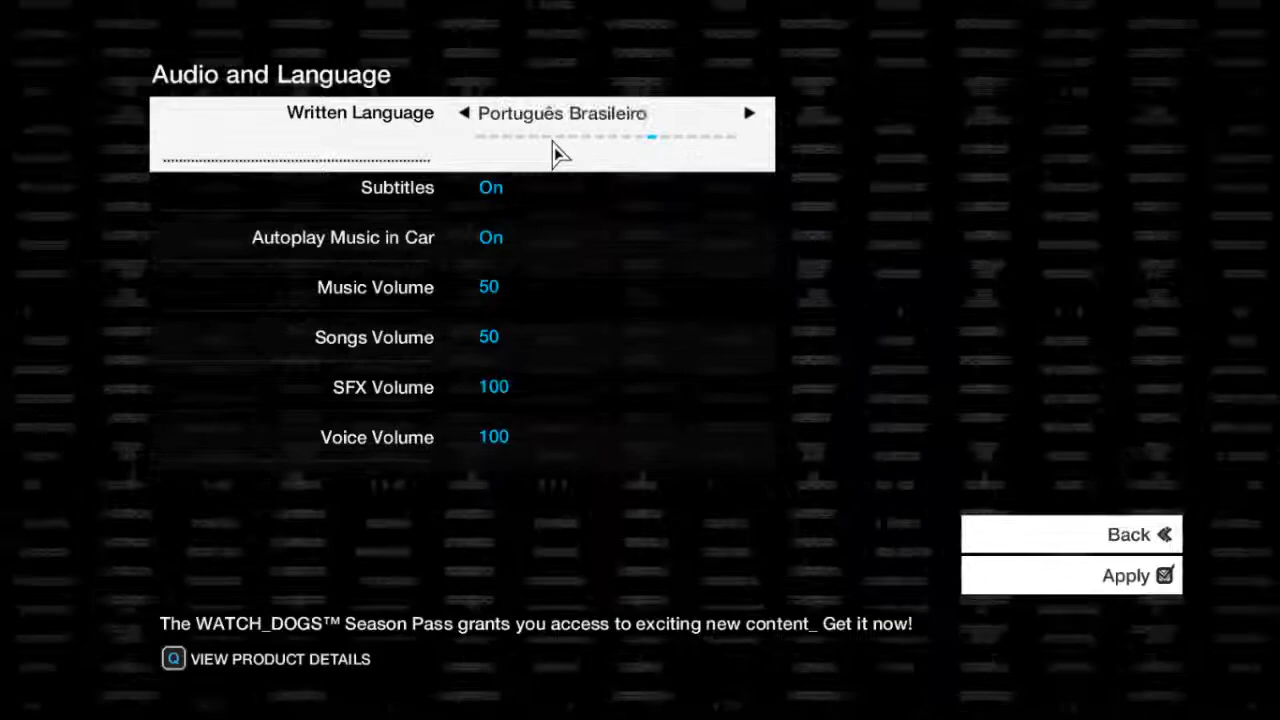 Audio and Language
Written Language Português Brasileiro
Subtitles On
Autoplay Music in Car On
Music Volume 50
Songs Volume 50
SFX Volume 100
Voice Volume 100
Back
Apply
The WATCH_DOGS™ Season Pass grants you access to exciting new content_ Get it now!
Q VIEW PRODUCT DETAILS